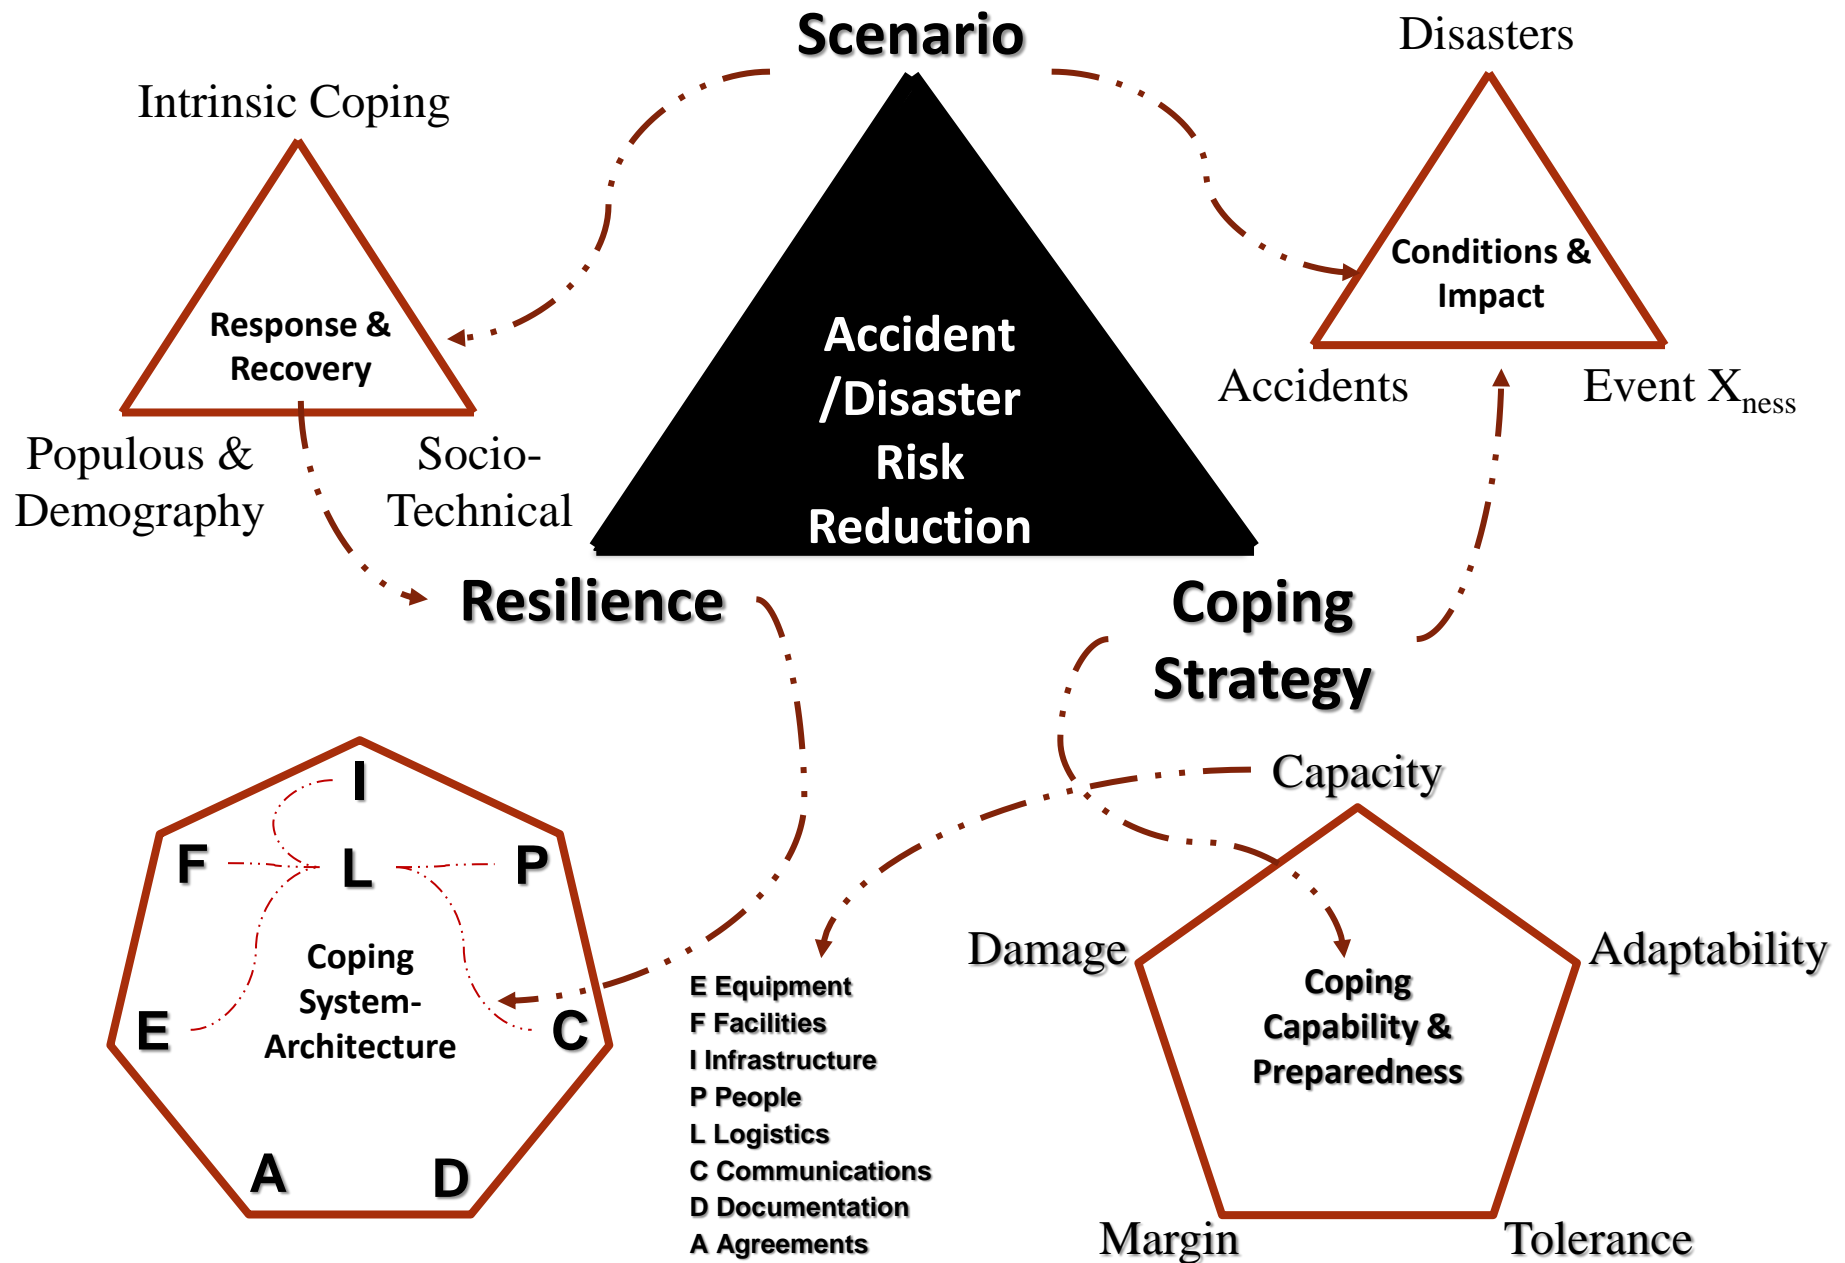 Scenario
Disasters
Intrinsic Coping
Conditions &
Impact
Response &
Recovery
Accident
/Disaster
Risk
Reduction
Accidents
Event Xness
Populous &
Demography
Socio-
Technical
Resilience
Coping
Strategy
Capacity
I
F
L
P
Coping
System-
Architecture
E
C
A
D
E Equipment
F Facilities
I Infrastructure
P People
L Logistics
C Communications
D Documentation
A Agreements
Damage
Adaptability
Coping
Capability &
Preparedness
Margin
Tolerance